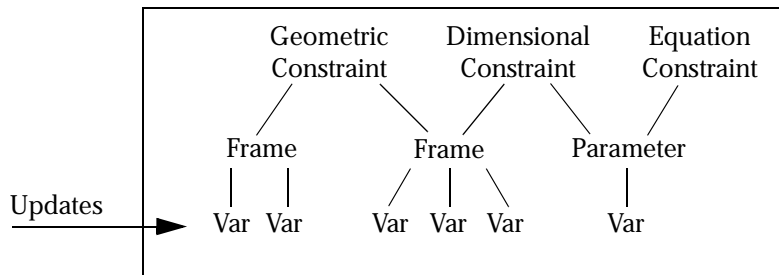 Geometric Constraint
Dimensional Constraint
Equation Constraint
Frame
Frame
Parameter
Updates
Var Var
Var Var Var
Var